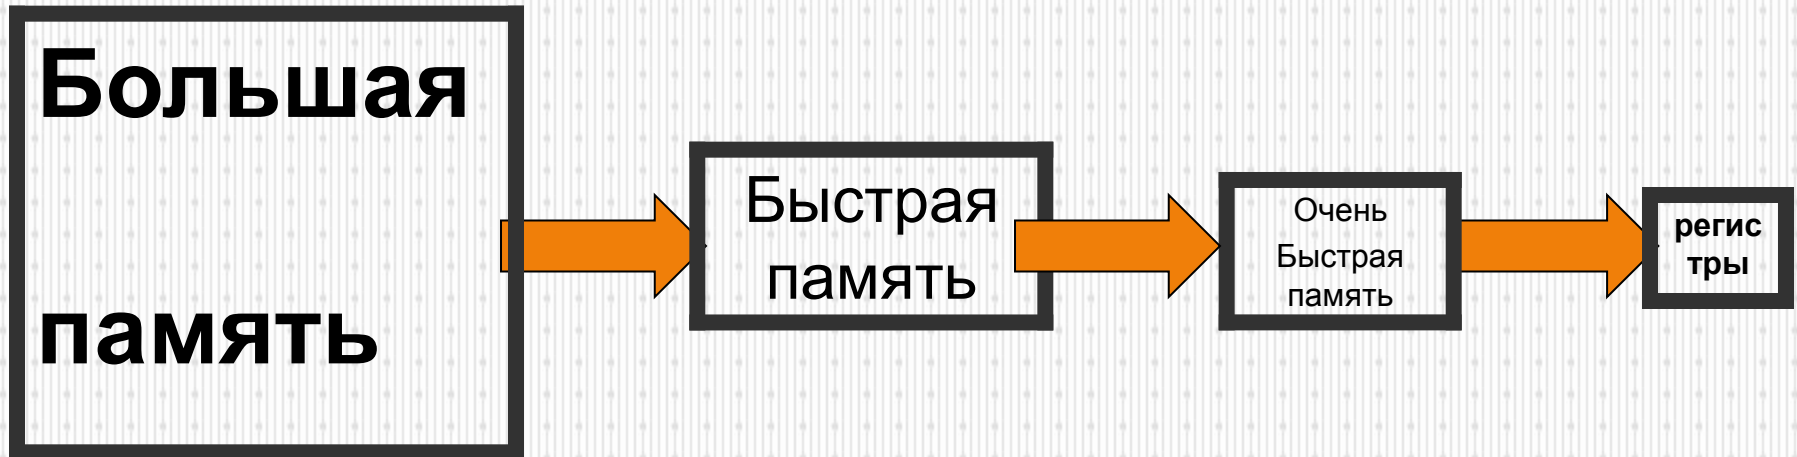 Большая
память
Быстрая
память
Очень
Быстрая
память
регис
тры